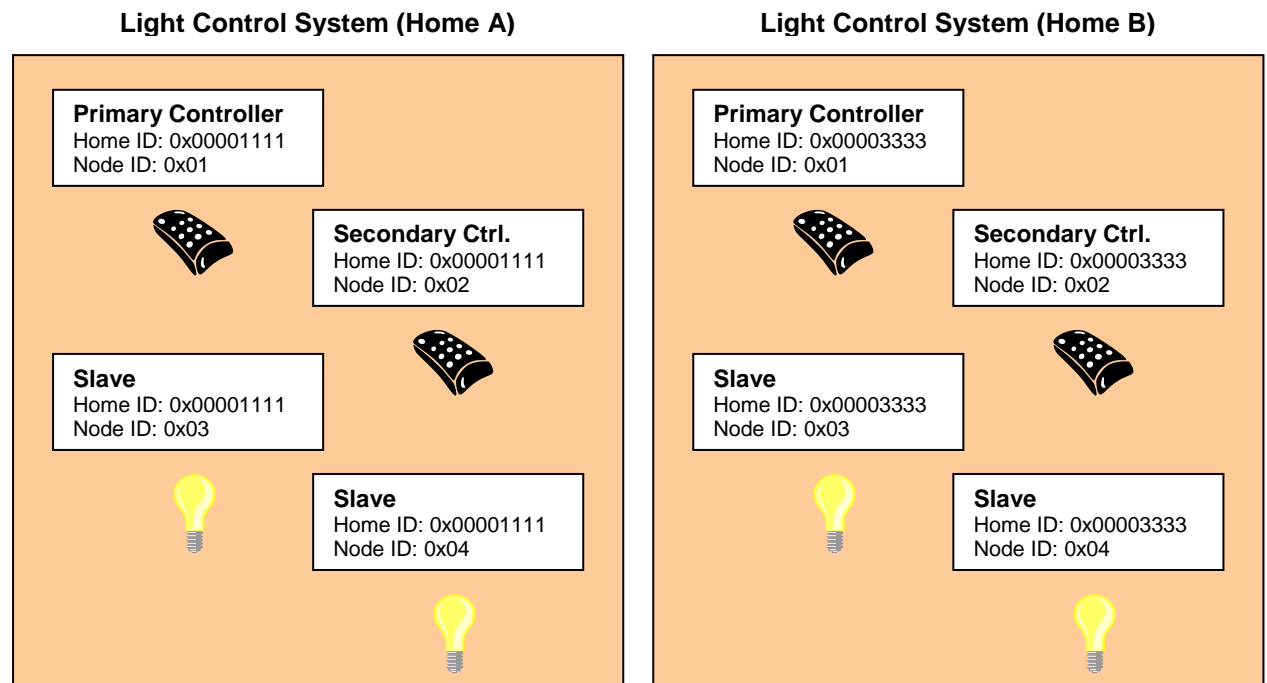 Light Control System (Home A)
Primary Controller
Home ID: 0x00001111
Node ID: 0x01
Secondary Ctrl.
Home ID: 0x00001111
Node ID: 0x02
Slave
Home ID: 0x00001111
Node ID: 0x03
Slave
Home ID: 0x00001111
Node ID: 0x04
Light Control System (Home B)
Primary Controller
Home ID: 0x00003333
Node ID: 0x01
Secondary Ctrl.
Home ID: 0x00003333
Node ID: 0x02
Slave
Home ID: 0x00003333
Node ID: 0x03
Slave
Home ID: 0x00003333
Node ID: 0x04